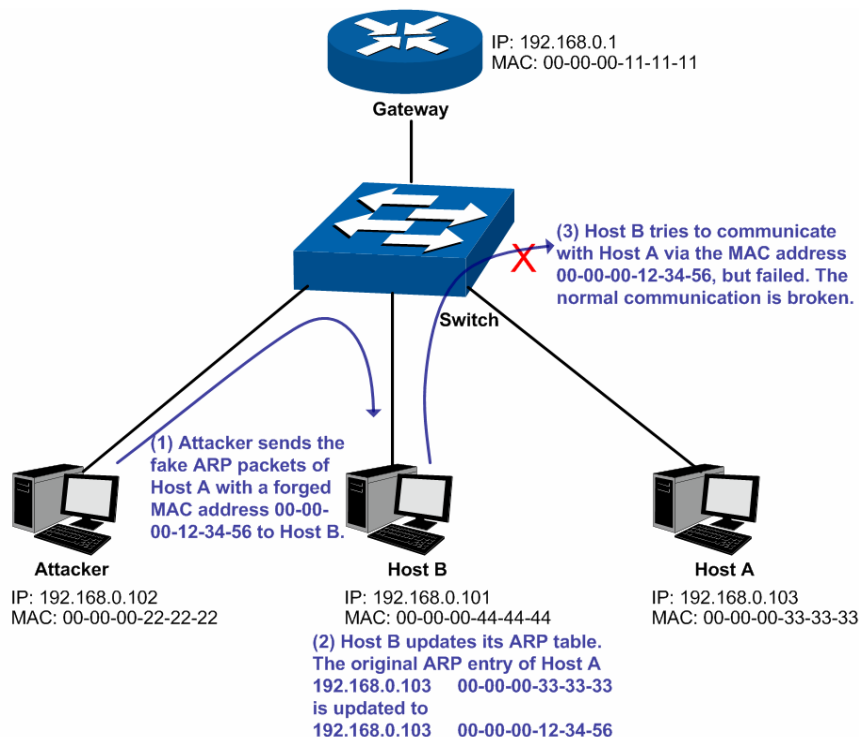 IP: 192.168.0.1
MAC: 00-00-00-11-11-11
Gateway
(3) Host B tries to communicate
with Host A via the MAC address
00-00-00-12-34-56, but failed. The
normal communication is broken.
X
Switch
(1) Attacker sends the
fake ARP packets of
Host A with a forged
MAC address 00-00-
00-12-34-56 to Host B.
Attacker
IP: 192.168.0.102
MAC: 00-00-00-22-22-22
Host B
IP: 192.168.0.101
MAC: 00-00-00-44-44-44
Host A
IP: 192.168.0.103
MAC: 00-00-00-33-33-33
(2) Host B updates its ARP table.
The original ARP entry of Host A
192.168.0.103 00-00-00-33-33-33
is updated to
192.168.0.103 00-00-00-12-34-56